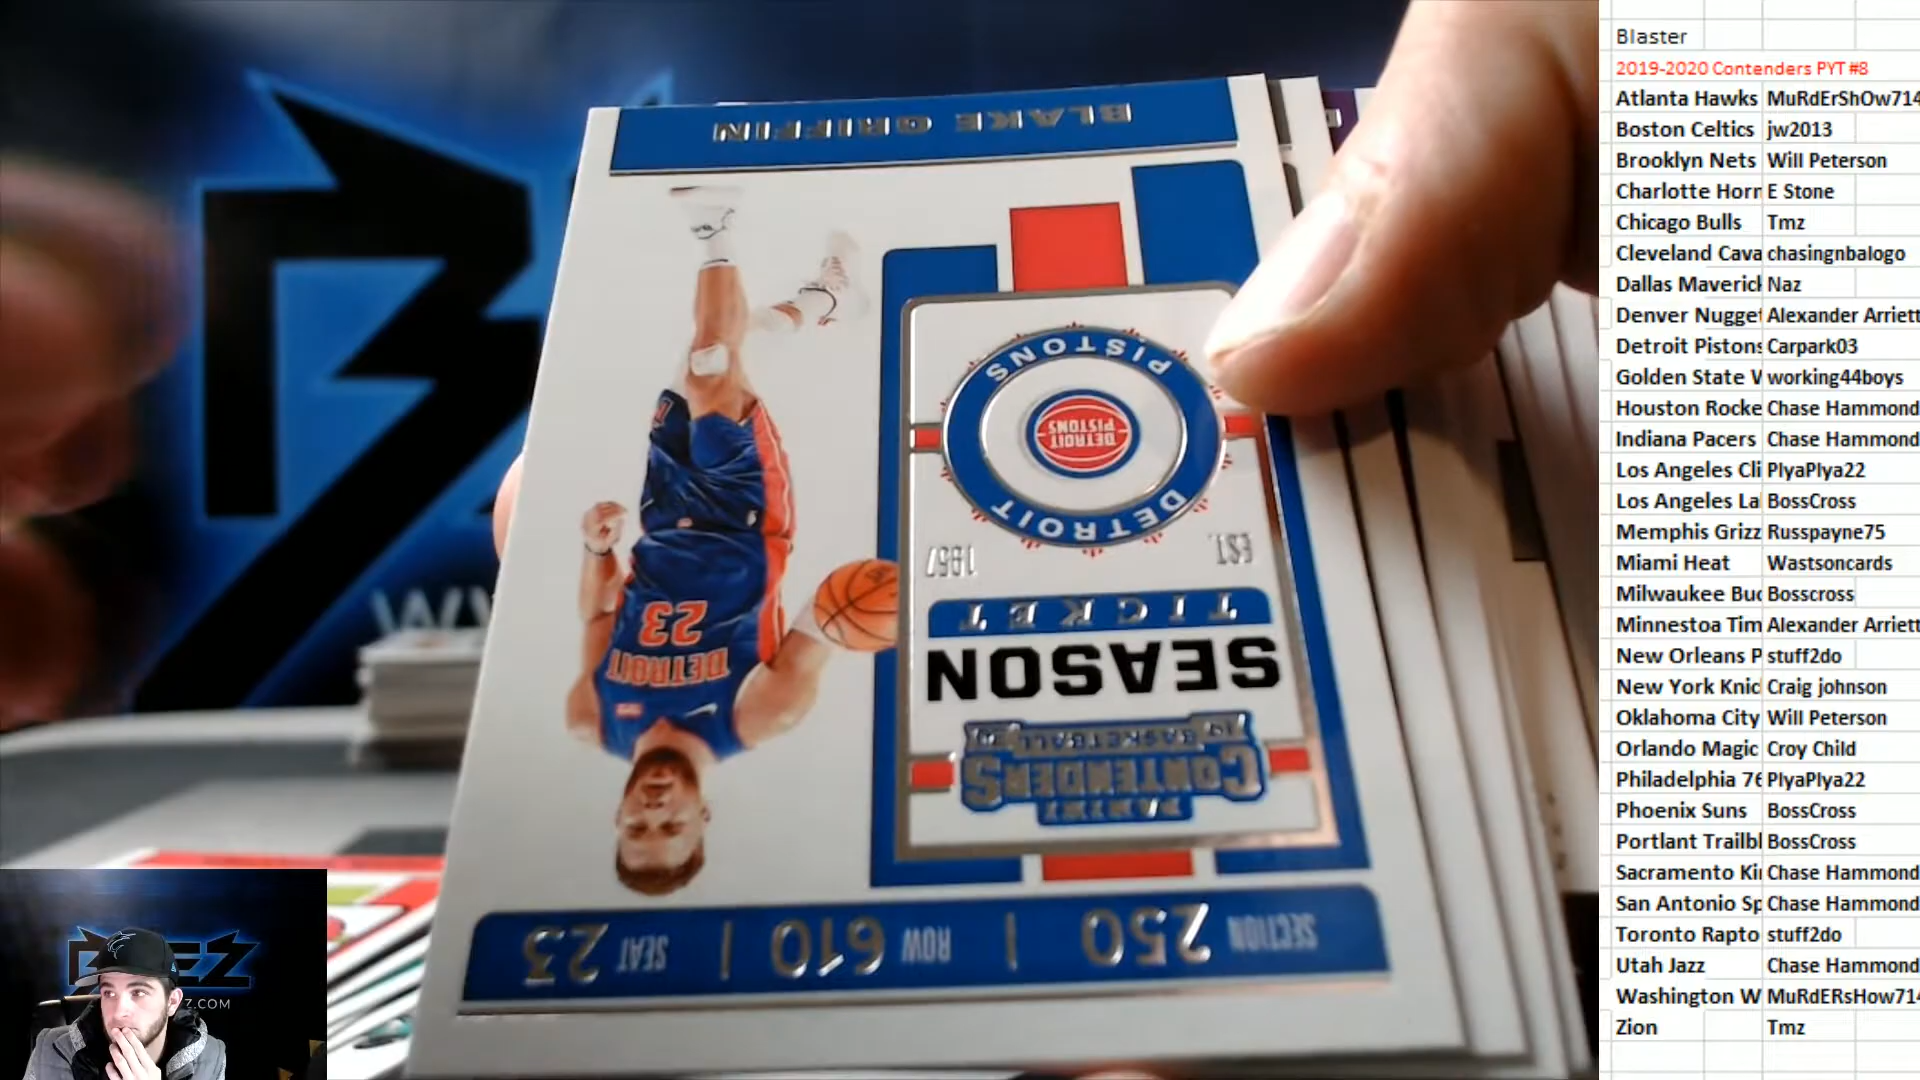 BLAKE GRIFFIN
DETROIT PISTONS
DETROIT
PISTONS
EST. 1957
TICKET
SEASON
PANINI
CONTENDERS
BASKETBALL
DETROIT
23
SECTION 250 | ROW 610 | SEAT 23
Z.COM
Blaster
2019-2020 Contenders PYT #8
Atlanta Hawks MuRdErShOw714
Boston Celtics jw2013
Brooklyn Nets Will Peterson
Charlotte Horn E Stone
Chicago Bulls Tmz
Cleveland Cava chasingnbalogo
Dallas Maverick Naz
Denver Nugget Alexander Arriett
Detroit Pistons Carpark03
Golden State W working44boys
Houston Rocke Chase Hammond
Indiana Pacers Chase Hammond
Los Angeles Cli PlyaPlya22
Los Angeles La BossCross
Memphis Grizz Russpayne75
Miami Heat Wastsoncards
Milwaukee Buc Bosscross
Minnestoa Tim Alexander Arriett
New Orleans P stuff2do
New York Knic Craig johnson
Oklahoma City Will Peterson
Orlando Magic Croy Child
Philadelphia 76 PlyaPlya22
Phoenix Suns BossCross
Portlant Trailbl BossCross
Sacramento Ki Chase Hammond
San Antonio Sp Chase Hammond
Toronto Rapto stuff2do
Utah Jazz Chase Hammond
Washington W MuRdERsHow714
Zion Tmz